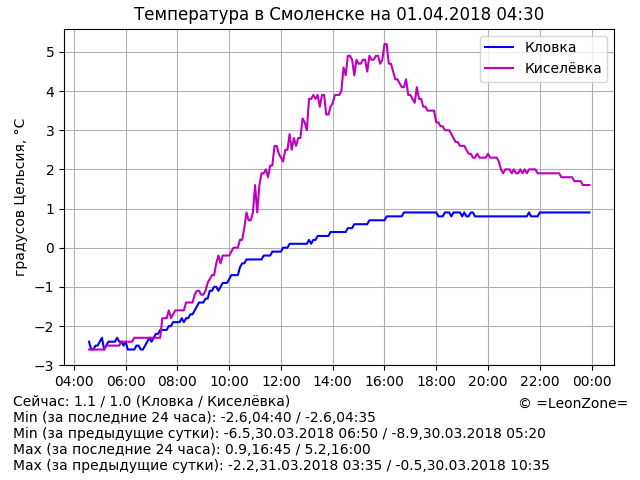 Температура в Смоленске на 01.04.2018 04:30
градусов Цельсия, °C
5
4
3
2
1
0
−1
−2
−3
Кловка
Киселёвка
04:00 06:00 08:00 10:00 12:00 14:00 16:00 18:00 20:00 22:00 00:00
Сейчас: 1.1 / 1.0 (Кловка / Киселёвка)
© =LeonZone=
Min (за последние 24 часа): -2.6,04:40 / -2.6,04:35
Min (за предыдущие сутки): -6.5,30.03.2018 06:50 / -8.9,30.03.2018 05:20
Max (за последние 24 часа): 0.9,16:45 / 5.2,16:00
Max (за предыдущие сутки): -2.2,31.03.2018 03:35 / -0.5,30.03.2018 10:35